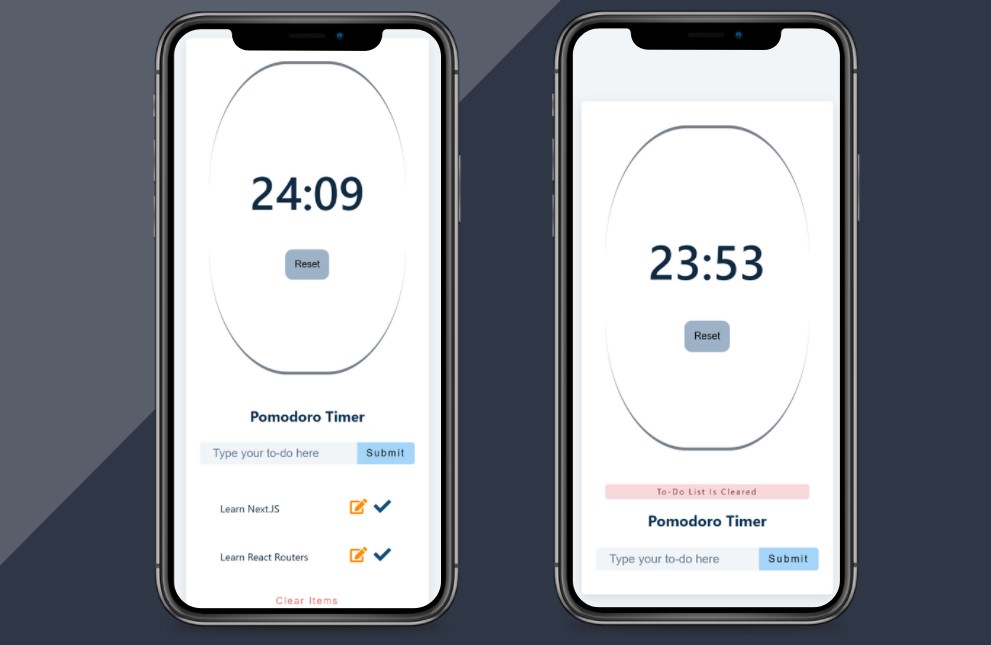 24:09
Reset
Pomodoro Timer
Type your to-do here
Submit
Learn Next.JS
Learn React Routers
Clear Items
23:53
Reset
To-Do List Is Cleared
Pomodoro Timer
Type your to-do here
Submit